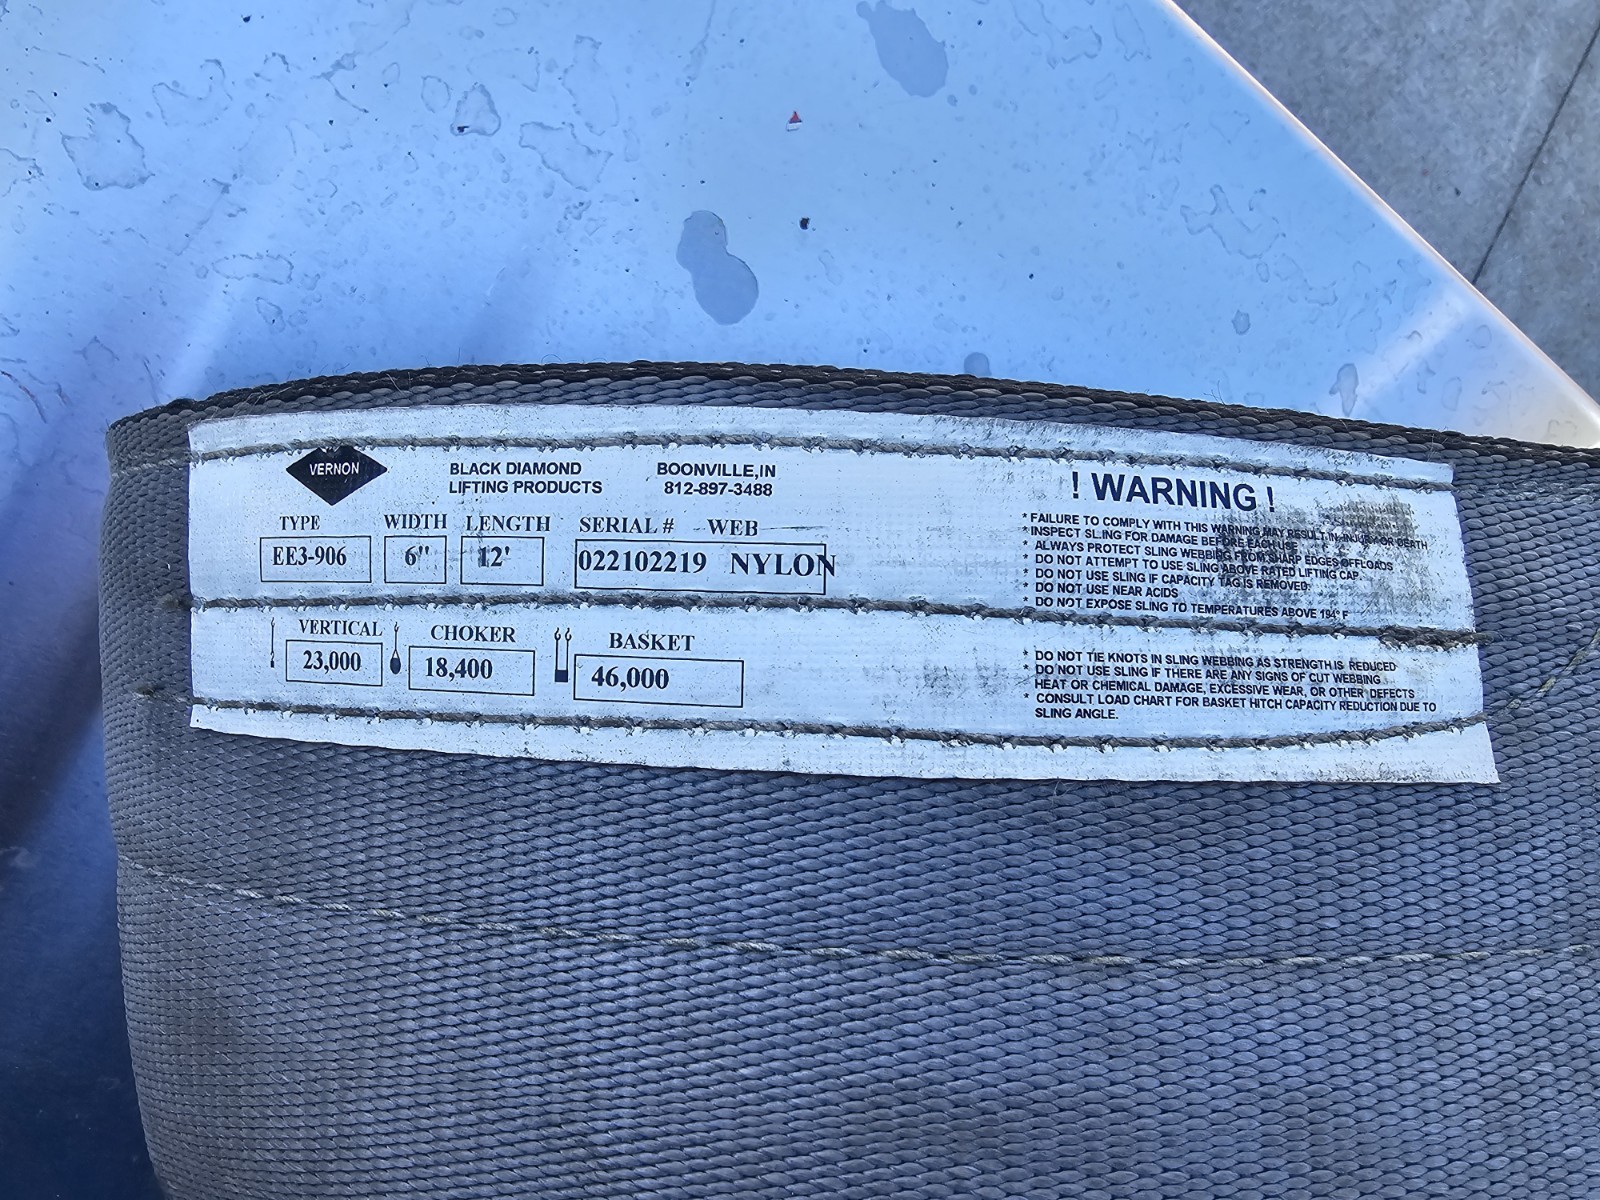 VERNON
BLACK DIAMOND
LIFTING PRODUCTS
BOONVILLE, IN
812-897-3488
TYPE WIDTH LENGTH SERIAL # WEB
EE3-906 6" 12' 022102219 NYLON
VERTICAL CHOKER BASKET
23,000 18,400 46,000
! WARNING !
* FAILURE TO COMPLY WITH THIS WARNING MAY RESULT IN INJURY OR DEATH
* INSPECT SLING FOR DAMAGE BEFORE EACH USE
* ALWAYS PROTECT SLING WEBBING FROM SHARP EDGES OFFLOADS
* DO NOT ATTEMPT TO USE SLING ABOVE RATED LIFTING CAP.
* DO NOT USE SLING IF CAPACITY TAG IS REMOVED
* DO NOT USE NEAR ACIDS
* DO NOT EXPOSE SLING TO TEMPERATURES ABOVE 194° F
* DO NOT TIE KNOTS IN SLING WEBBING AS STRENGTH IS REDUCED
* DO NOT USE SLING IF THERE ARE ANY SIGNS OF CUT WEBBING
HEAT OR CHEMICAL DAMAGE, EXCESSIVE WEAR, OR OTHER DEFECTS
* CONSULT LOAD CHART FOR BASKET HITCH CAPACITY REDUCTION DUE TO
SLING ANGLE.